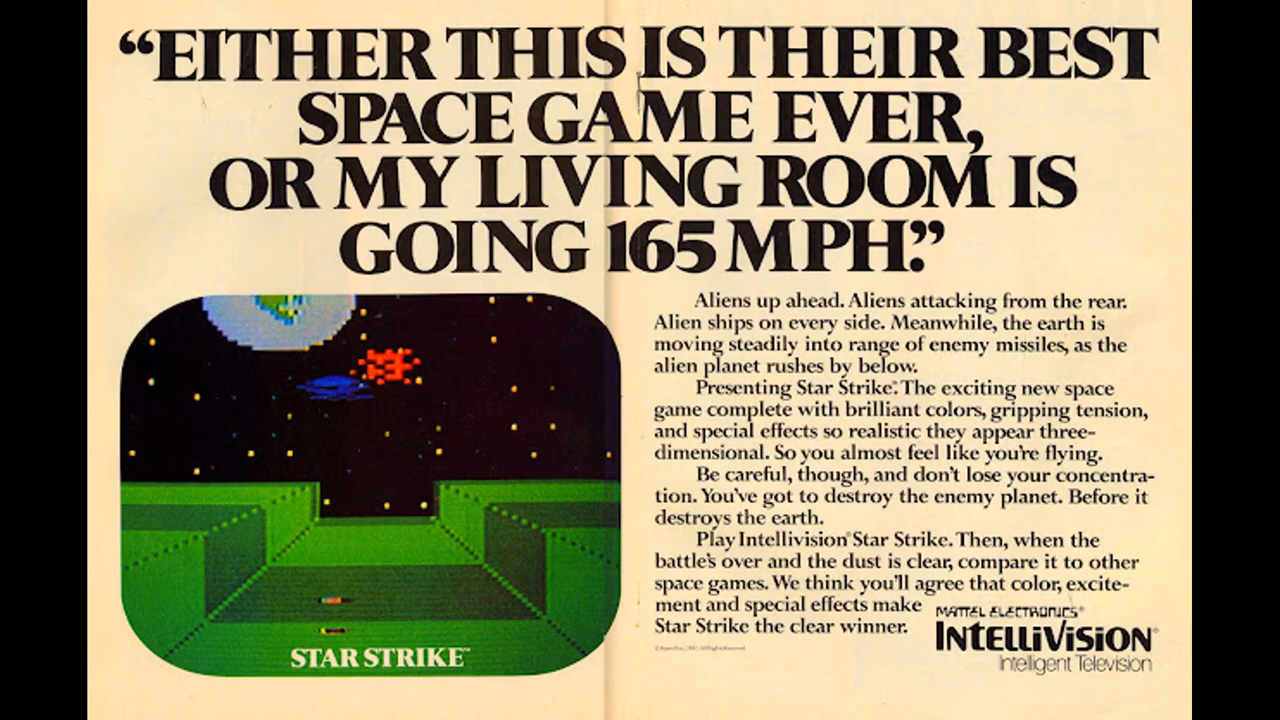 “EITHER THIS IS THEIR BEST
SPACE GAME EVER,
OR MY LIVING ROOM IS
GOING 165 MPH.”
Aliens up ahead. Aliens attacking from the rear.
Alien ships on every side. Meanwhile, the earth is
moving steadily into range of enemy missiles, as the
alien planet rushes by below.
Presenting Star Strike.™ The exciting new space
game complete with brilliant colors, gripping tension,
and special effects so realistic they appear three-
dimensional. So you almost feel like you’re flying.
Be careful, though, and don’t lose your concentra-
tion. You’ve got to destroy the enemy planet. Before it
destroys the earth.
Play Intellivision® Star Strike. Then, when the
battle’s over and the dust is clear, compare it to other
space games. We think you’ll agree that color, excite-
ment and special effects make
Star Strike the clear winner.
STAR STRIKE™
MATTEL ELECTRONICS®
INTELLIVISION®
Intelligent Television